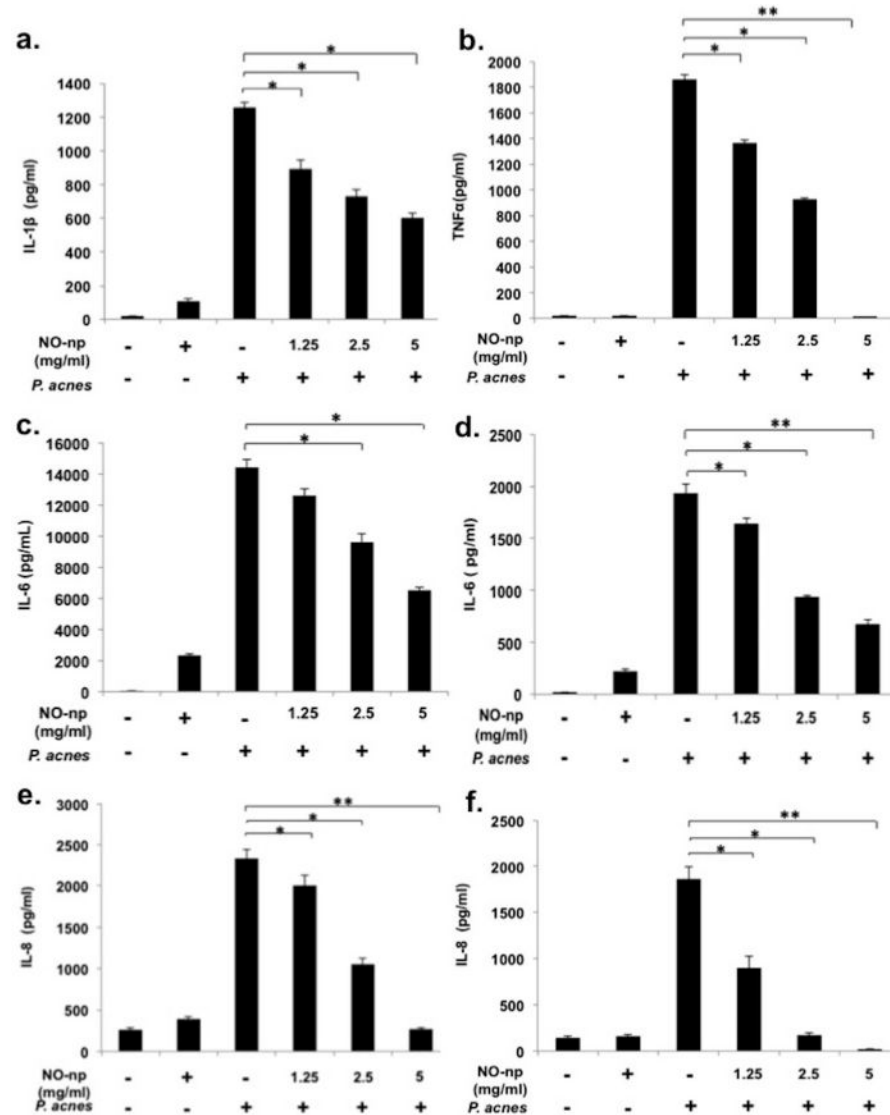 a.
*
*
*
IL-1β (pg/ml)
1400
1200
1000
800
600
400
200
0
NO-np - + - 1.25 2.5 5
(mg/ml)
P. acnes - - + + + +
b.
**
*
*
TNFα(pg/ml)
2000
1800
1600
1400
1200
1000
800
600
400
200
0
NO-np - + - 1.25 2.5 5
(mg/ml)
P. acnes - - + + + +
c.
*
*
IL-6 (pg/mL)
16000
14000
12000
10000
8000
6000
4000
2000
0
NO-np - + - 1.25 2.5 5
(mg/ml)
P. acnes - - + + + +
d.
**
*
*
IL-6 ( pg/ml)
2500
2000
1500
1000
500
0
NO-np - + - 1.25 2.5 5
(mg/ml)
P. acnes - - + + + +
e.
**
*
*
IL-8 (pg/ml)
3000
2500
2000
1500
1000
500
0
NO-np - + - 1.25 2.5 5
(mg/ml)
P. acnes - - + + + +
f.
**
*
*
IL-8 (pg/ml)
2500
2000
1500
1000
500
0
NO-np - + - 1.25 2.5 5
(mg/ml)
P. acnes - - + + + +